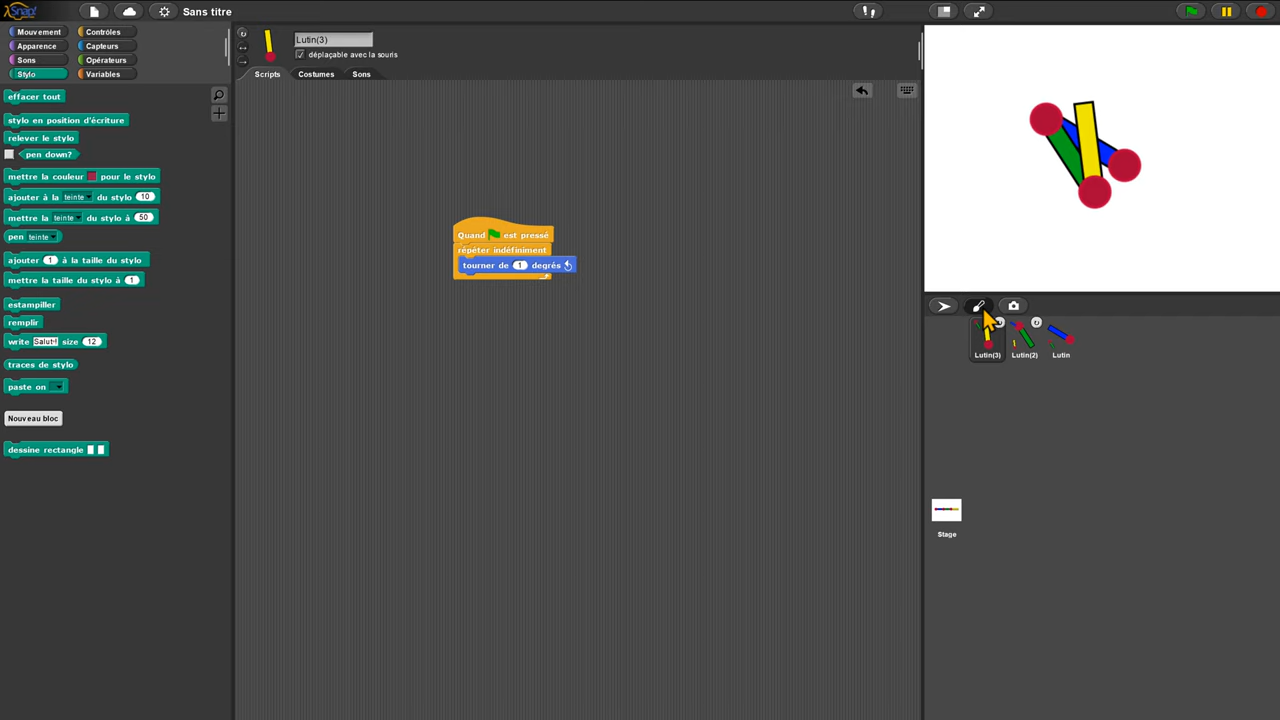 Snap!
Sans titre
Mouvement
Contrôles
Apparence
Capteurs
Sons
Opérateurs
Stylo
Variables
effacer tout
stylo en position d'écriture
relever le stylo
pen down?
mettre la couleur pour le stylo
ajouter à la teinte du stylo 10
mettre la teinte du stylo à 50
pen teinte
ajouter 1 à la taille du stylo
mettre la taille du stylo à 1
estampiller
remplir
write Salut! size 12
traces de stylo
paste on
Nouveau bloc
dessine rectangle
Lutin(3)
déplaçable avec la souris
Scripts
Costumes
Sons
Quand est pressé
répéter indéfiniment
tourner de 1 degrés
Lutin(3)
Lutin(2)
Lutin
Stage